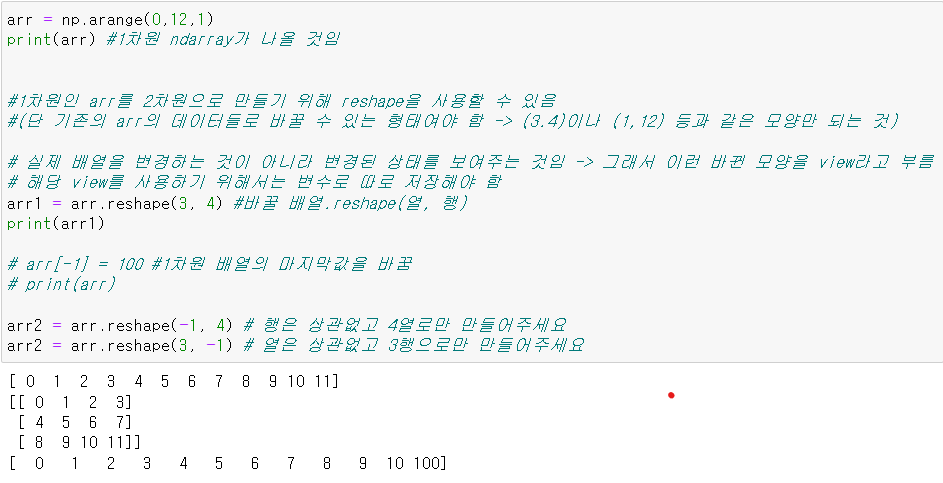 arr = np.arange(0,12,1)
print(arr) #1차원 ndarray가 나올 것임
#1차원인 arr를 2차원으로 만들기 위해 reshape을 사용할 수 있음
#(단 기존의 arr의 데이터들로 바꿀 수 있는 형태여야 함 -> (3.4)이나 (1,12) 등과 같은 모양만 되는 것)
# 실제 배열을 변경하는 것이 아니라 변경된 상태를 보여주는 것임 -> 그래서 이런 바뀐 모양을 view라고 부름
# 해당 view를 사용하기 위해서는 변수로 따로 저장해야 함
arr1 = arr.reshape(3, 4) #바꿀 배열.reshape(열, 행)
print(arr1)
# arr[-1] = 100 #1차원 배열의 마지막값을 바꿈
# print(arr)
arr2 = arr.reshape(-1, 4) # 행은 상관없고 4열로만 만들어주세요
arr2 = arr.reshape(3, -1) # 열은 상관없고 3행으로만 만들어주세요
[ 0 1 2 3 4 5 6 7 8 9 10 11]
[[ 0 1 2 3]
[ 4 5 6 7]
[ 8 9 10 11]]
[ 0 1 2 3 4 5 6 7 8 9 10 100]